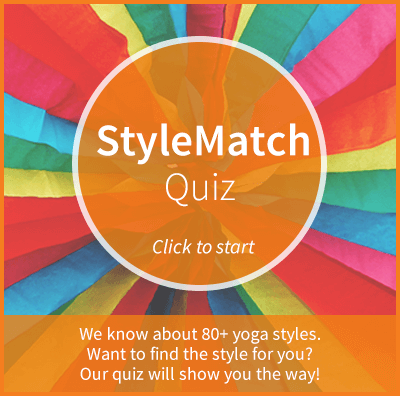 StyleMatch
Quiz
Click to start
We know about 80+ yoga styles.
Want to find the style for you?
Our quiz will show you the way!